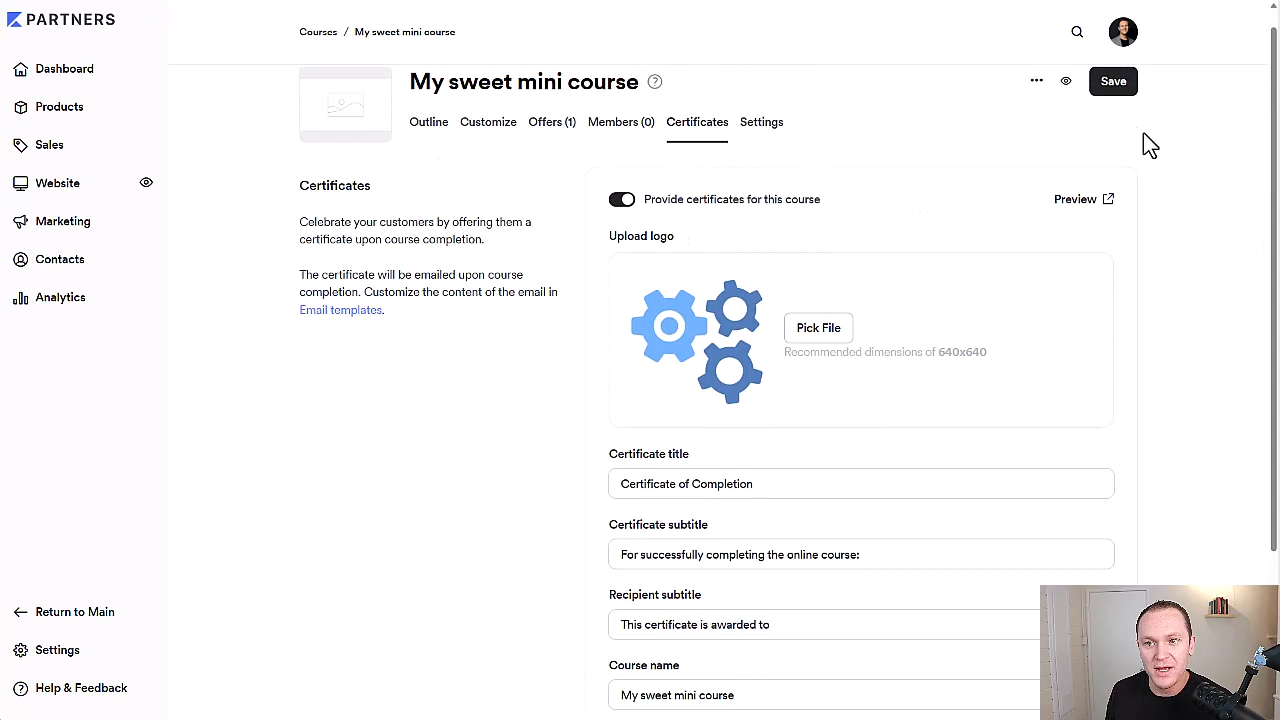 PARTNERS
Dashboard
Products
Sales
Website
Marketing
Contacts
Analytics
Return to Main
Settings
Help & Feedback
Courses / My sweet mini course
My sweet mini course
Save
Outline Customize Offers (1) Members (0) Certificates Settings
Certificates
Celebrate your customers by offering them a
certificate upon course completion.
The certificate will be emailed upon course
completion. Customize the content of the email in
Email templates.
Provide certificates for this course
Preview
Upload logo
Pick File
Recommended dimensions of 640x640
Certificate title
Certificate of Completion
Certificate subtitle
For successfully completing the online course:
Recipient subtitle
This certificate is awarded to
Course name
My sweet mini course